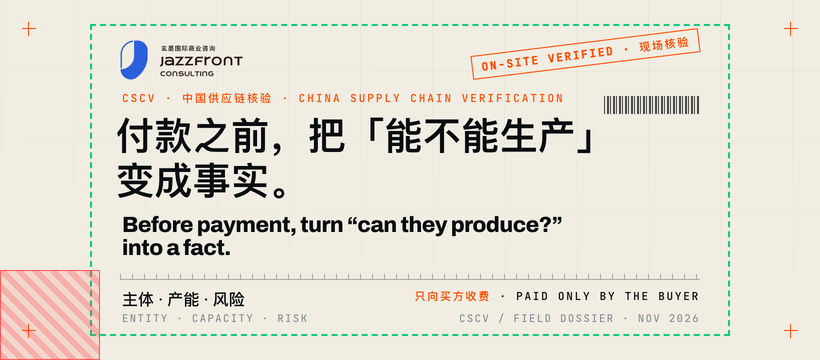 玄墨国际商业咨询
JAZZFRONT
CONSULTING
ON-SITE VERIFIED · 现场核验
CSCV · 中国供应链核验 · CHINA SUPPLY CHAIN VERIFICATION
付款之前，把「能不能生产」
变成事实。
Before payment, turn “can they produce?”
into a fact.
主体 · 产能 · 风险
只向买方收费 · PAID ONLY BY THE BUYER
ENTITY · CAPACITY · RISK
CSCV / FIELD DOSSIER · NOV 2026